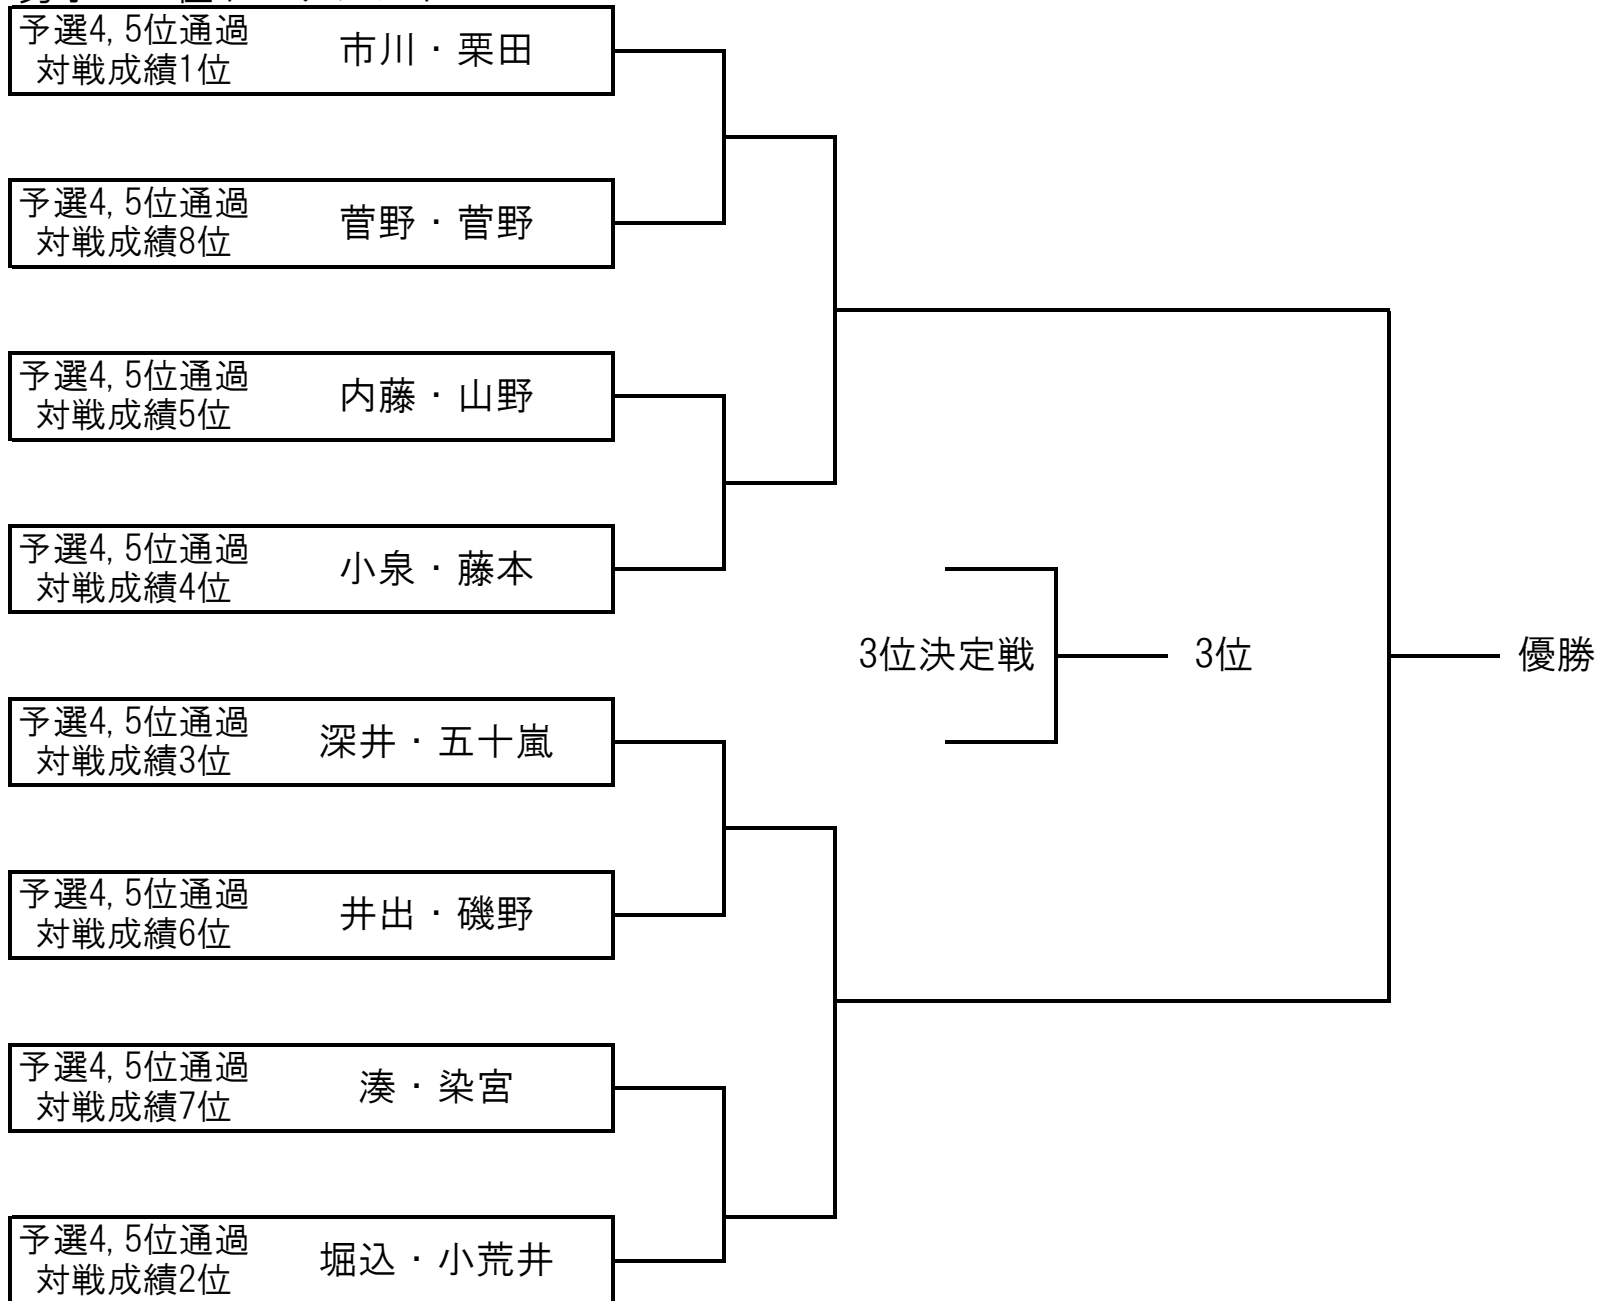 予選4,5位通過
対戦成績1位
市川・栗田
予選4,5位通過
対戦成績8位
菅野・菅野
予選4,5位通過
対戦成績5位
内藤・山野
予選4,5位通過
対戦成績4位
小泉・藤本
3位決定戦
3位
優勝
予選4,5位通過
対戦成績3位
深井・五十嵐
予選4,5位通過
対戦成績6位
井出・磯野
予選4,5位通過
対戦成績7位
湊・染宮
予選4,5位通過
対戦成績2位
堀込・小荒井